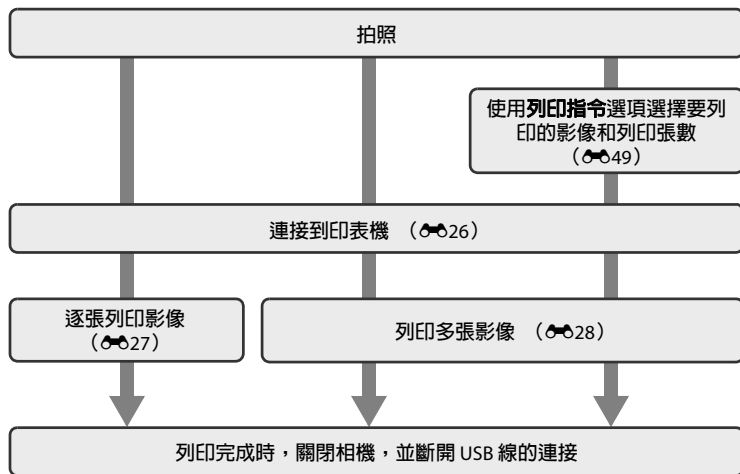 拍照
使用列印指令選項選擇要列
印的影像和列印張數
（49）
連接到印表機 （26）
逐張列印影像
（27）
列印多張影像 （28）
列印完成時，關閉相機，並斷開 USB 線的連接